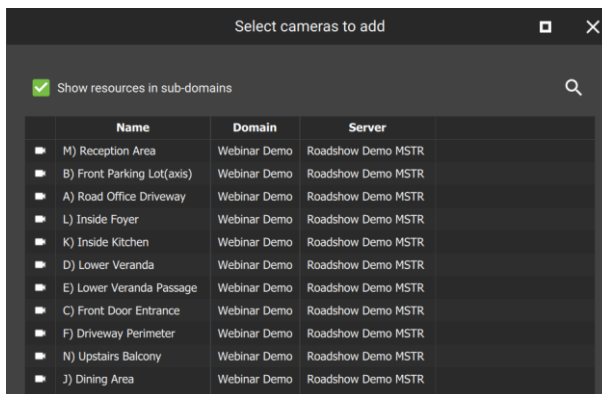 Select cameras to add
Show resources in sub-domains
Name Domain Server
M) Reception Area Webinar Demo Roadshow Demo MSTR
B) Front Parking Lot(axis) Webinar Demo Roadshow Demo MSTR
A) Road Office Driveway Webinar Demo Roadshow Demo MSTR
L) Inside Foyer Webinar Demo Roadshow Demo MSTR
K) Inside Kitchen Webinar Demo Roadshow Demo MSTR
D) Lower Veranda Webinar Demo Roadshow Demo MSTR
E) Lower Veranda Passage Webinar Demo Roadshow Demo MSTR
C) Front Door Entrance Webinar Demo Roadshow Demo MSTR
F) Driveway Perimeter Webinar Demo Roadshow Demo MSTR
N) Upstairs Balcony Webinar Demo Roadshow Demo MSTR
J) Dining Area Webinar Demo Roadshow Demo MSTR